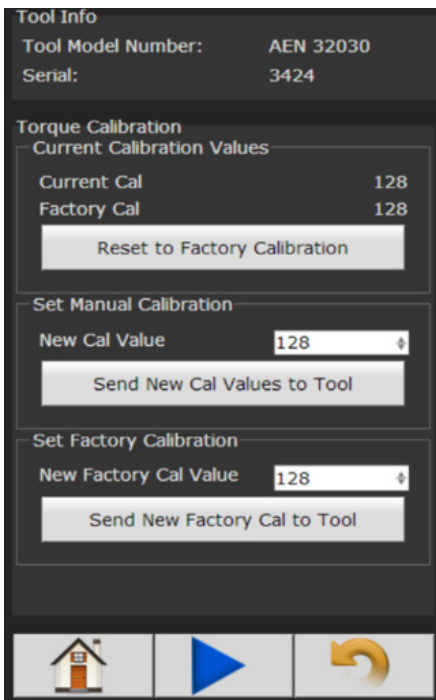 Tool Info
Tool Model Number: AEN 32030
Serial: 3424
Torque Calibration
Current Calibration Values
Current Cal 128
Factory Cal 128
Reset to Factory Calibration
Set Manual Calibration
New Cal Value 128
Send New Cal Values to Tool
Set Factory Calibration
New Factory Cal Value 128
Send New Factory Cal to Tool